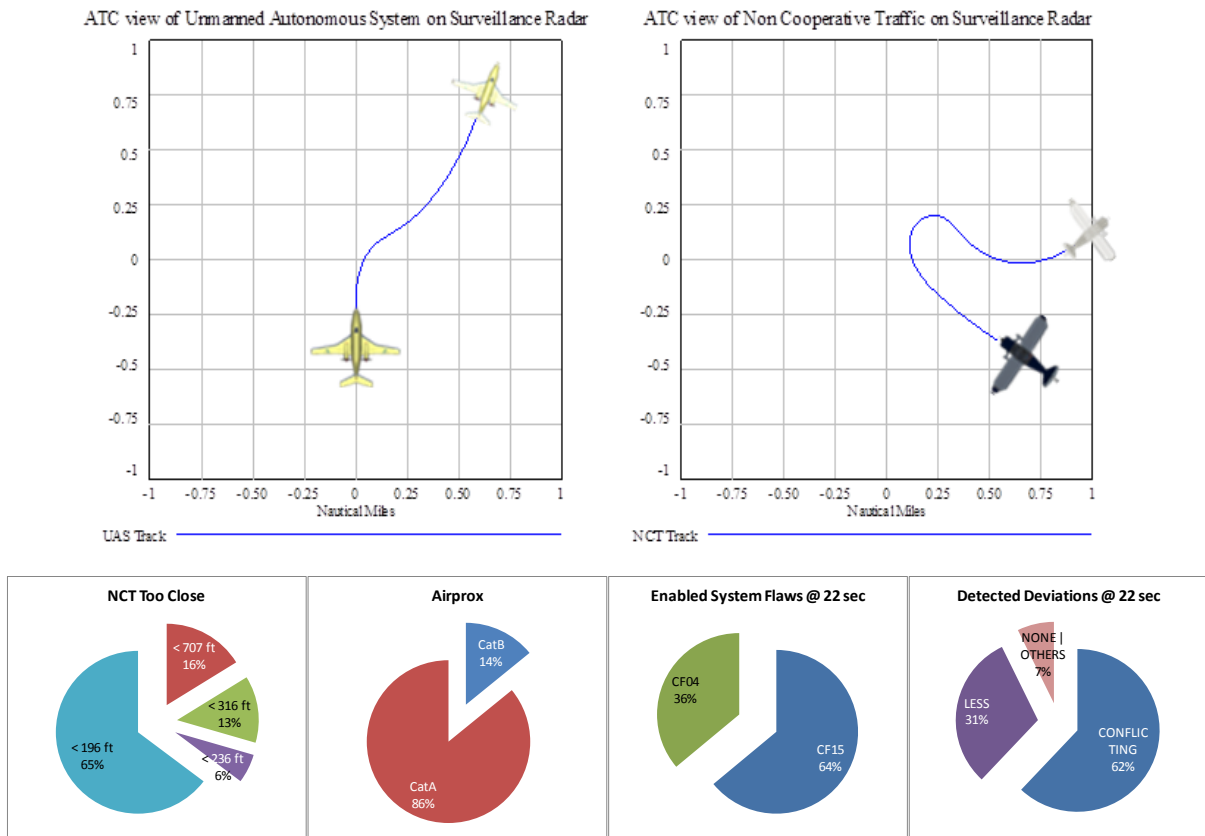 ATC view of Unmanned Autonomous System on Surveillance Radar
1
0.75
0.5
0.25
0
-0.25
-0.5
-0.75
-1
-1 -0.75 -0.50 -0.25 0 0.25 0.50 0.75 1
Nautical Miles
UAS Track
ATC view of Non Cooperative Traffic on Surveillance Radar
1
0.75
0.5
0.25
0
-0.25
-0.5
-0.75
-1
-1 -0.75 -0.50 -0.25 0 0.25 0.50 0.75 1
Nautical Miles
NCT Track
NCT Too Close
< 707 ft
16%
< 316 ft
13%
< 236 ft
6%
< 196 ft
65%
Airprox
CatB
14%
CatA
86%
Enabled System Flaws @ 22 sec
CF04
36%
CF15
64%
Detected Deviations @ 22 sec
NONE |
OTHERS
7%
LESS
31%
CONFLIC
TING
62%